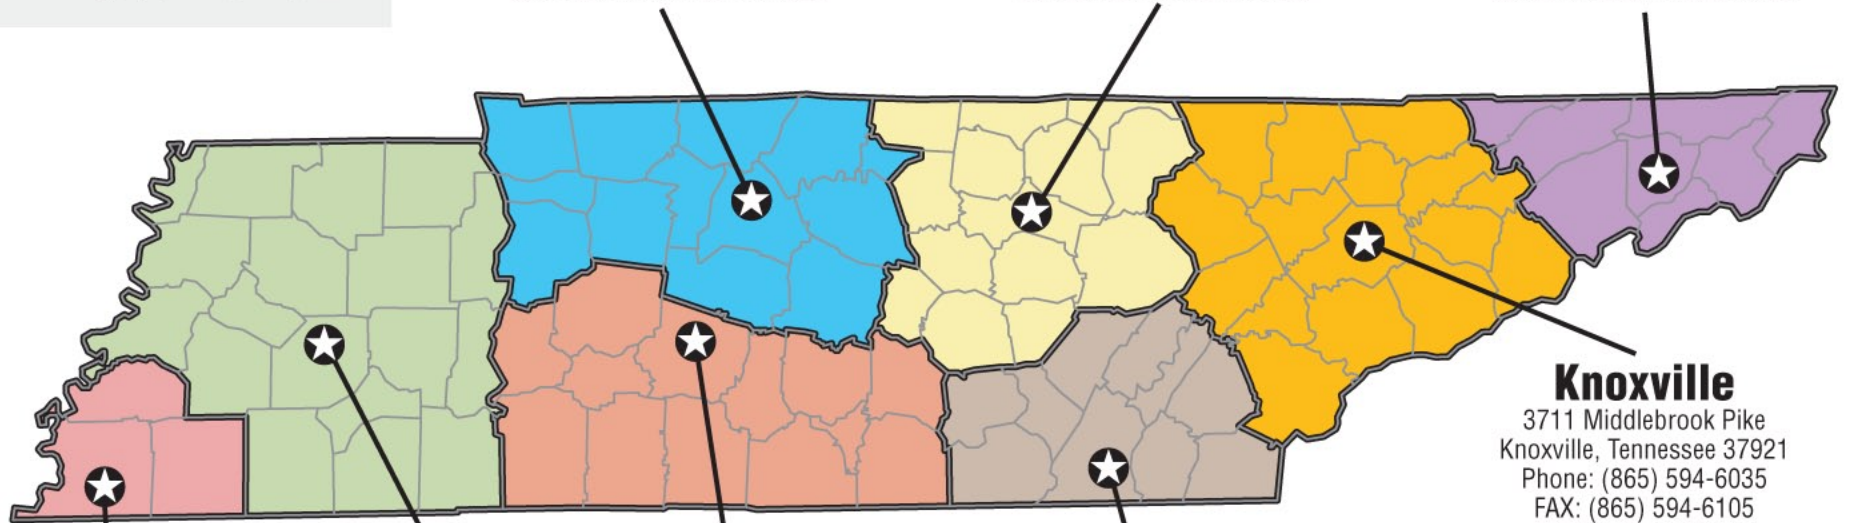 Knoxville
3711 Middlebrook Pike
Knoxville, Tennessee 37921
Phone: (865) 594-6035
FAX: (865) 594-6105